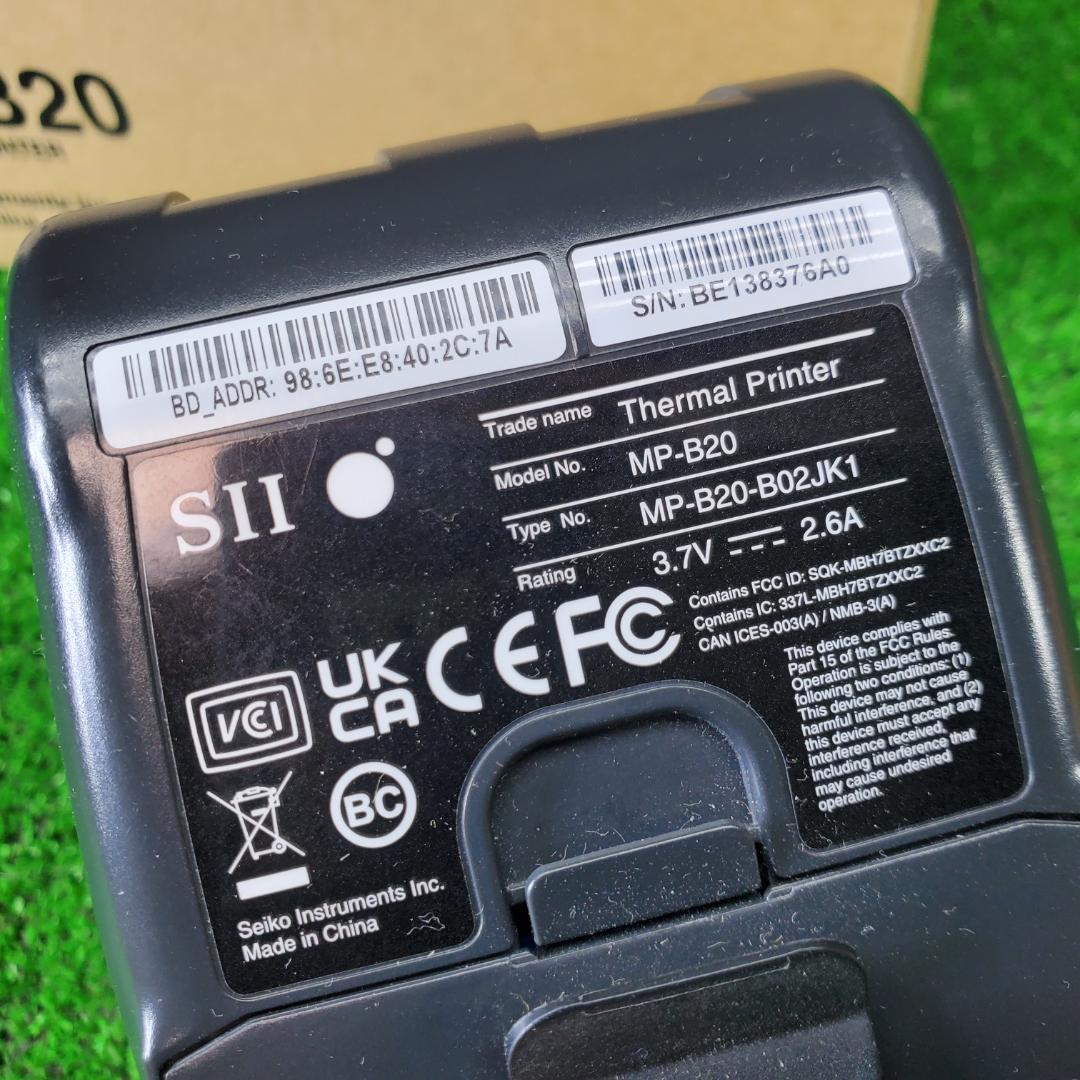 B20
BD_ADDR: 98:6E:E8:40:2C:7A
S/N: BE138376A0
SII
Trade name Thermal Printer
Model No. MP-B20
Type No. MP-B20-B02JK1
Rating 3.7V 2.6A
Contains FCC ID: SQK-MBH7BTZXXC2
Contains IC: 337L-MBH7BTZXXC2
CAN ICES-003(A) / NMB-3(A)
This device complies with
Part 15 of the FCC Rules.
Operation is subject to the
following two conditions: (1)
This device may not cause
harmful interference, and (2)
this device must accept any
interference received,
including interference that
may cause undesired
operation.
VCCI
UK
CA
CE
FC
BC
Seiko Instruments Inc.
Made in China